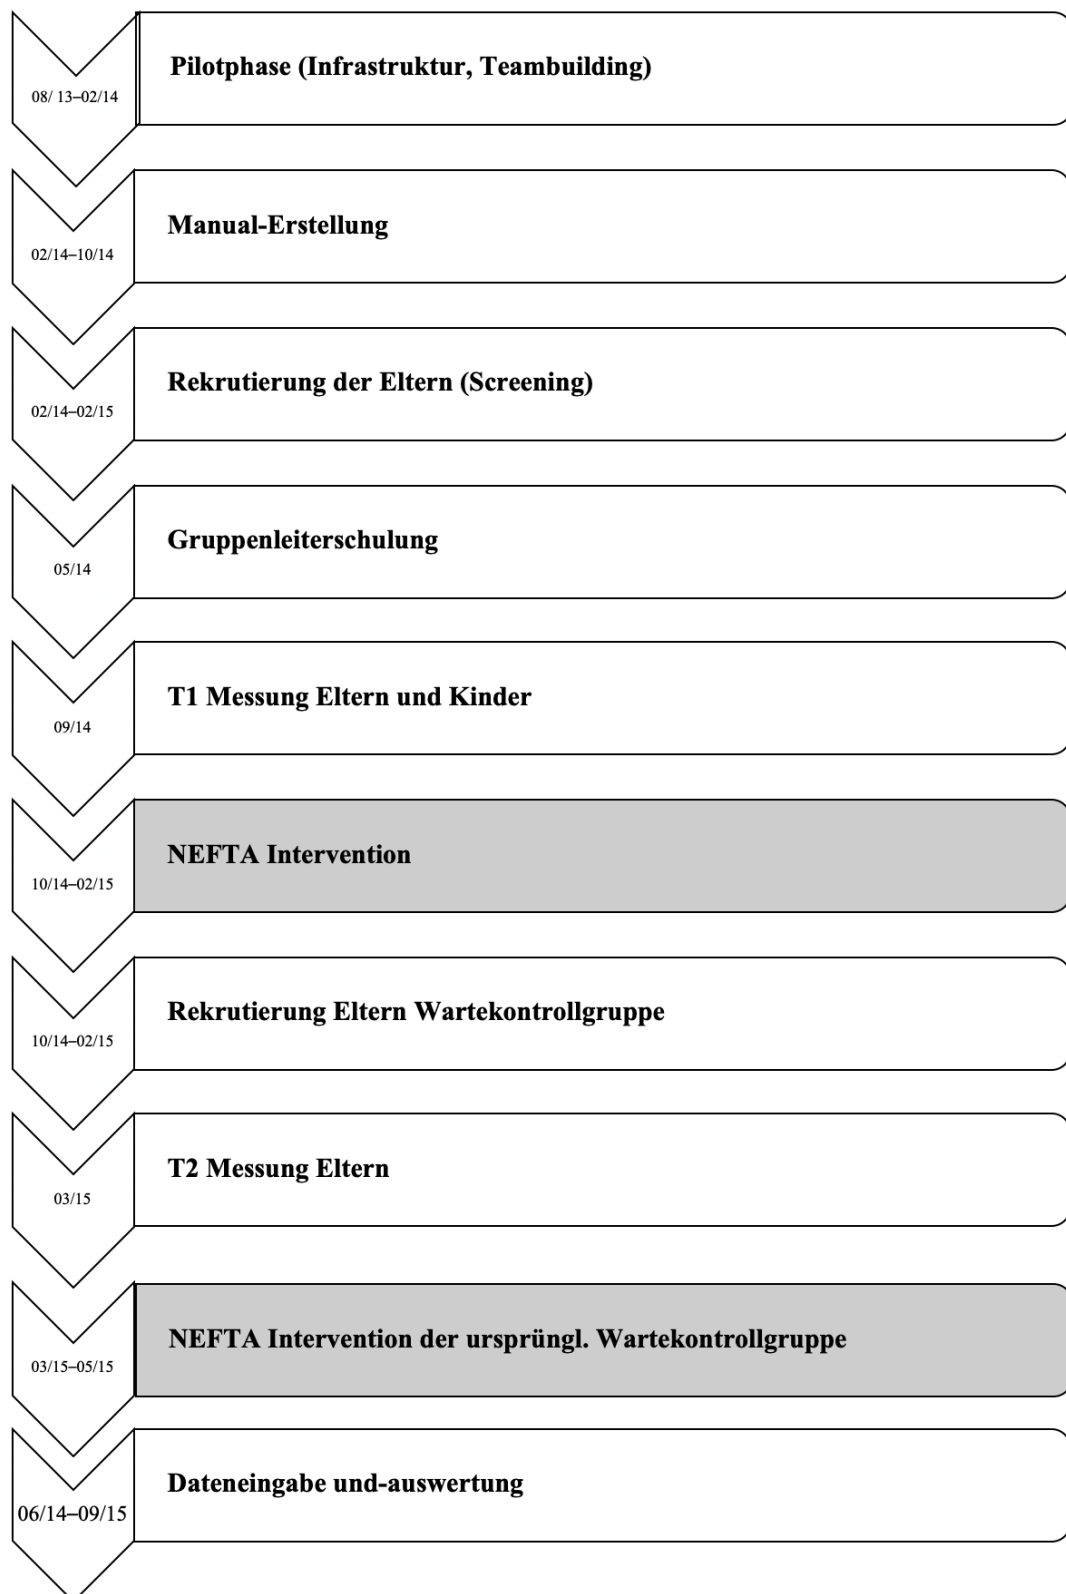 Pilotphase (Infrastruktur, Teambuilding)
08/ 13–02/14
Manual-Erstellung
02/14–10/14
Rekrutierung der Eltern (Screening)
02/14–02/15
Gruppenleiterschulung
05/14
T1 Messung Eltern und Kinder
09/14
NEFTA Intervention
10/14–02/15
Rekrutierung Eltern Wartekontrollgruppe
10/14–02/15
T2 Messung Eltern
03/15
NEFTA Intervention der ursprüngl. Wartekontrollgruppe
03/15–05/15
Dateneingabe und-auswertung
06/14–09/15